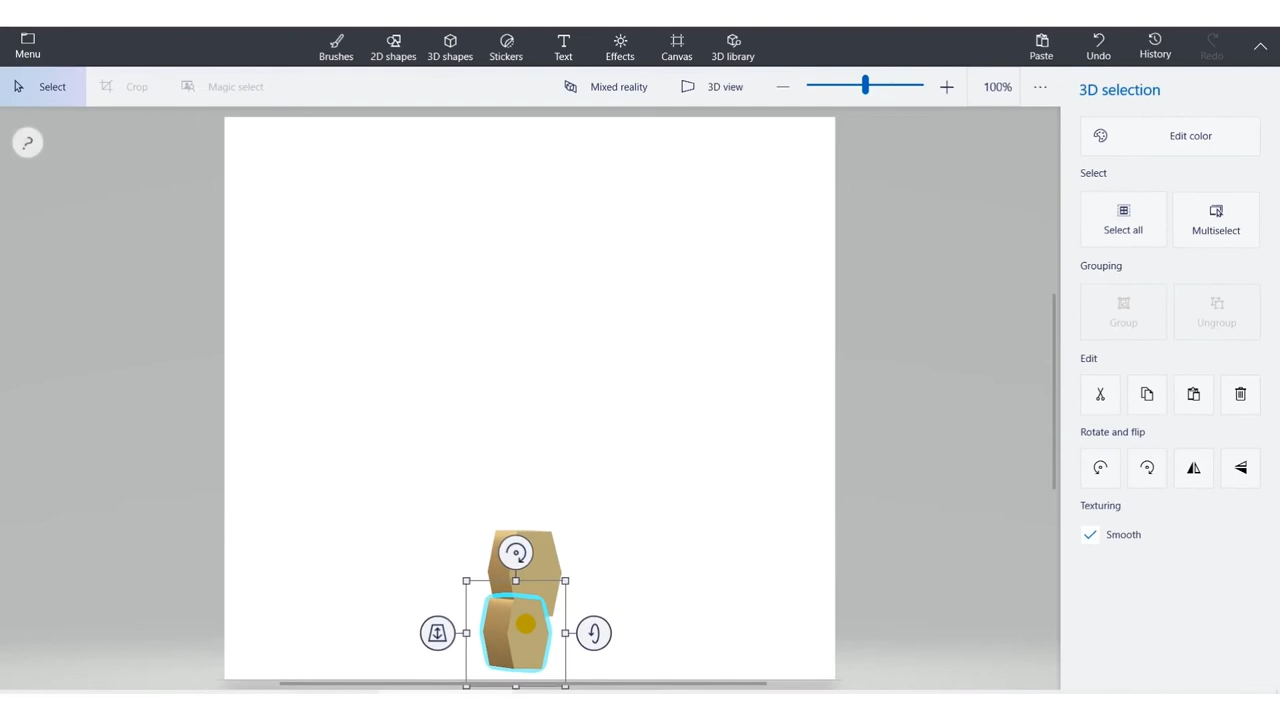 Menu
Brushes
2D shapes
3D shapes
Stickers
Text
Effects
Canvas
3D library
Paste
Undo
History
Redo
Select
Crop
Magic select
Mixed reality
3D view
100%
3D selection
Edit color
Select
Select all
Multiselect
Grouping
Group
Ungroup
Edit
Rotate and flip
Texturing
Smooth